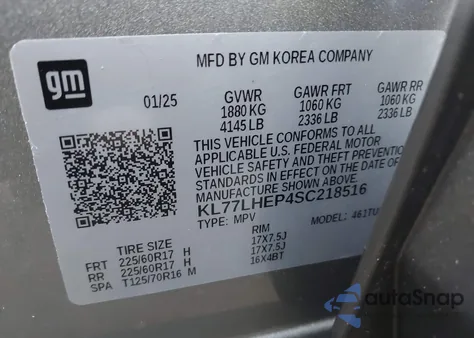 gm
MFD BY GM KOREA COMPANY
01/25 GVWR GAWR FRT GAWR RR
1880 KG 1060 KG 1060 KG
4145 LB 2336 LB 2336 LB
THIS VEHICLE CONFORMS TO ALL
APPLICABLE U.S. FEDERAL MOTOR
VEHICLE SAFETY AND THEFT PREVENTIO
STANDARDS IN EFFECT ON THE DATE OF
MANUFACTURE SHOWN ABOVE.
KL77LHEP4SC218516
TYPE: MPV MODEL: 461TU
TIRE SIZE RIM
FRT 225/60R17 H 17X7.5J
RR 225/60R17 H 17X7.5J
SPA T125/70R16 M 16X4BT
autoSnap